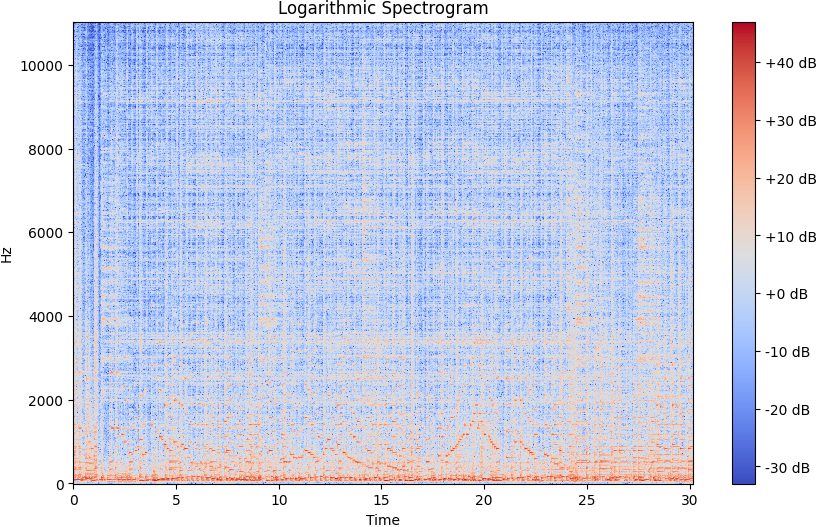 Logarithmic Spectrogram
10000
8000
6000
4000
2000
0
Hz
0 5 10 15 20 25 30
Time
+40 dB
+30 dB
+20 dB
+10 dB
+0 dB
-10 dB
-20 dB
-30 dB